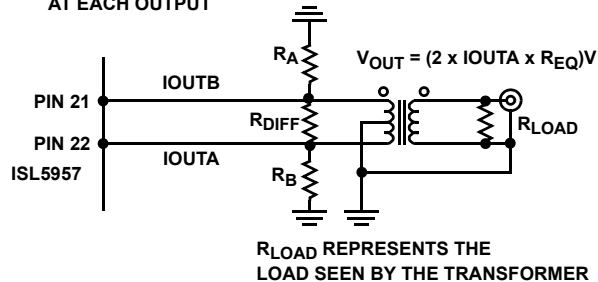 AT EACH OUTPUT
RA
VOUT = (2 x IOUTA x REQ)V
IOUTB
PIN 21
RDIFF
RLOAD
PIN 22
IOUTA
ISL5957
RB
RLOAD REPRESENTS THE
LOAD SEEN BY THE TRANSFORMER